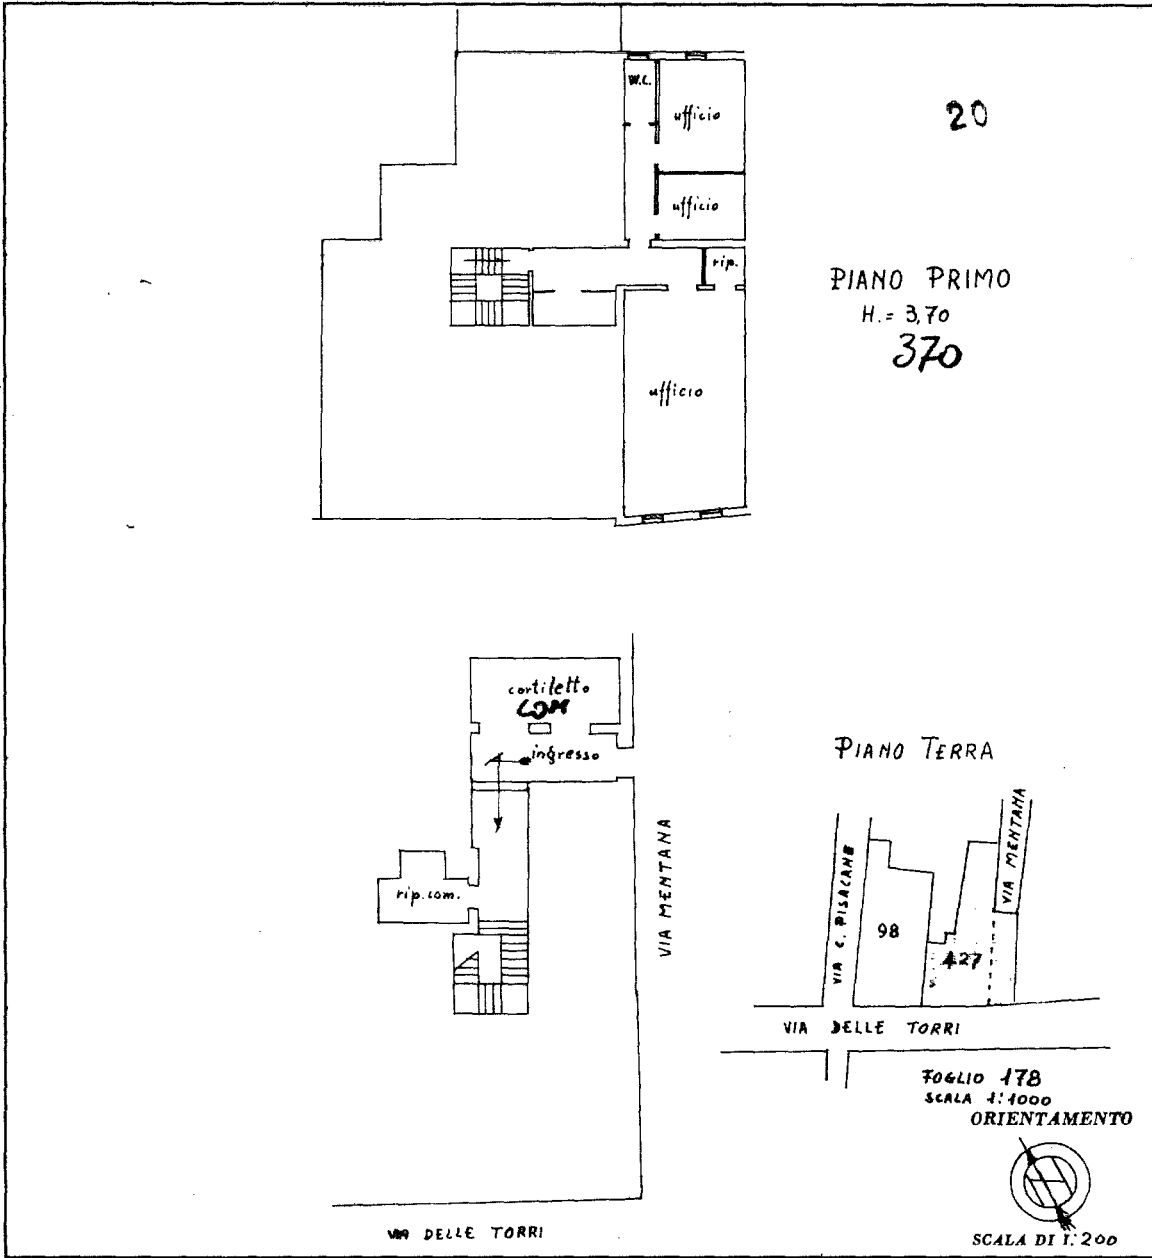 W.C.
ufficio
20
ufficio
rip.
PIANO PRIMO
H.= 3,70
370
ufficio
cortiletto
COM
ingresso
PIANO TERRA
VIA MENTANA
rip. com.
VIA MENTANA
VIA C. PISACANE
98
427
VIA DELLE TORRI
FOGLIO 178
SCALA 1:1000
ORIENTAMENTO
SCALA DI 1:200
VIA DELLE TORRI